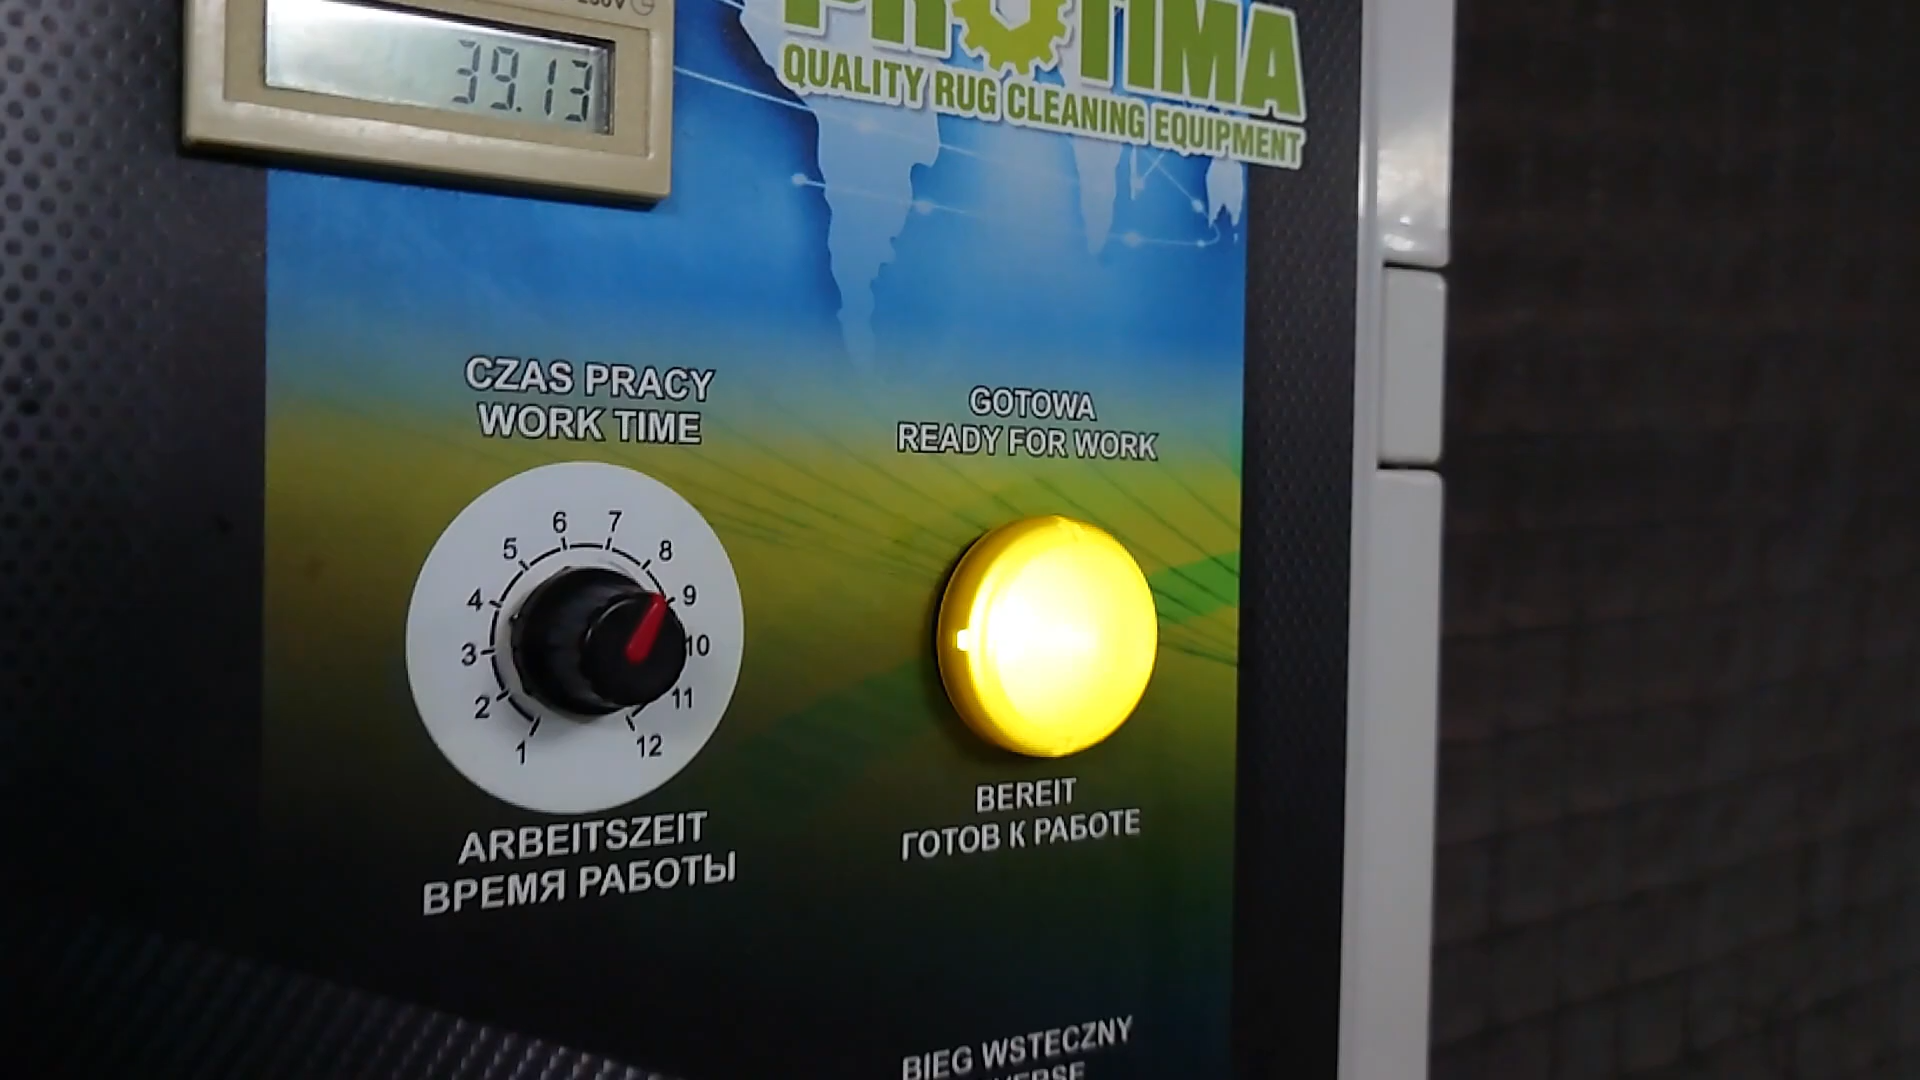 39.13
PROTIMA
QUALITY RUG CLEANING EQUIPMENT
CZAS PRACY
WORK TIME
1 2 3 4 5 6 7 8 9 10 11 12
ARBEITSZEIT
ВРЕМЯ РАБОТЫ
GOTOWA
READY FOR WORK
BEREIT
ГОТОВ К РАБОТЕ
BIEG WSTECZNY